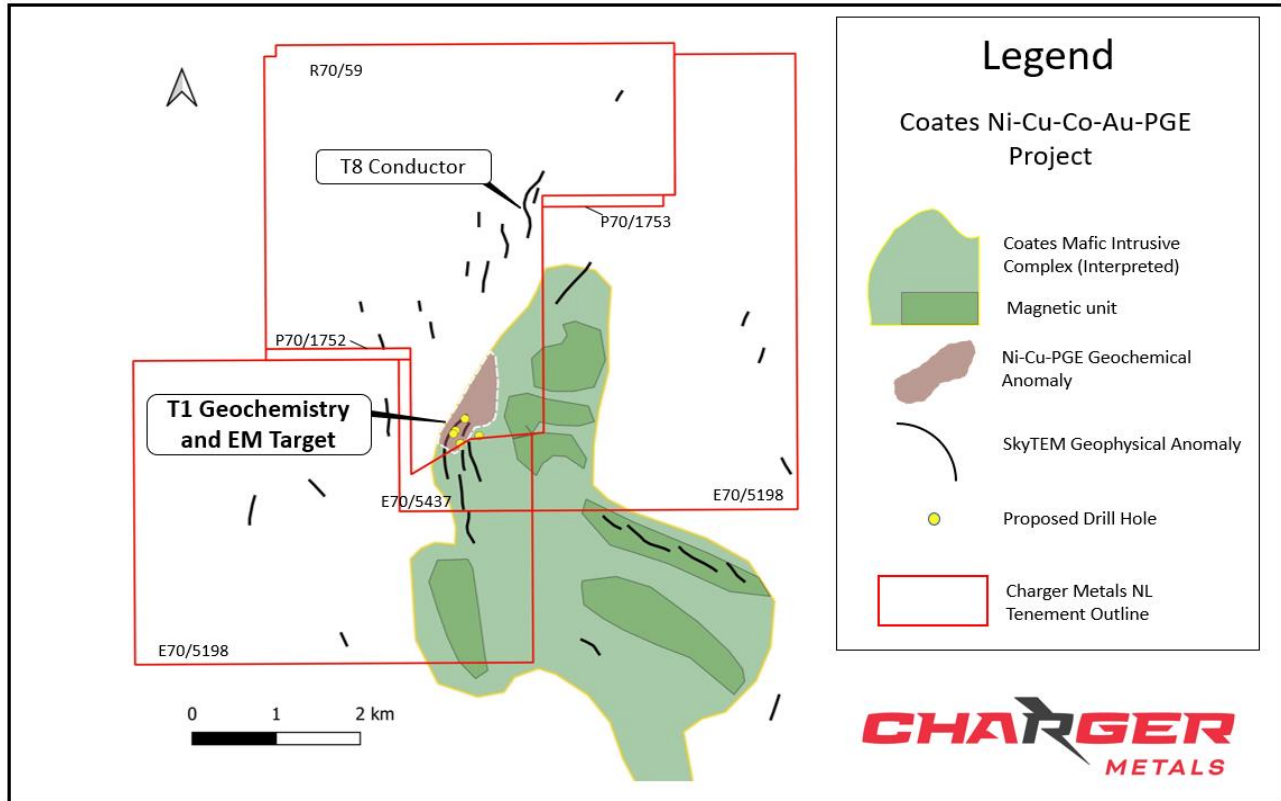 R70/59
T8 Conductor
P70/1753
P70/1752
T1 Geochemistry
and EM Target
E70/5437
E70/5198
E70/5198
0 1 2 km
Legend
Coates Ni-Cu-Co-Au-PGE
Project
Coates Mafic Intrusive
Complex (Interpreted)
Magnetic unit
Ni-Cu-PGE Geochemical
Anomaly
SkyTEM Geophysical Anomaly
Proposed Drill Hole
Charger Metals NL
Tenement Outline
CHARGER
METALS